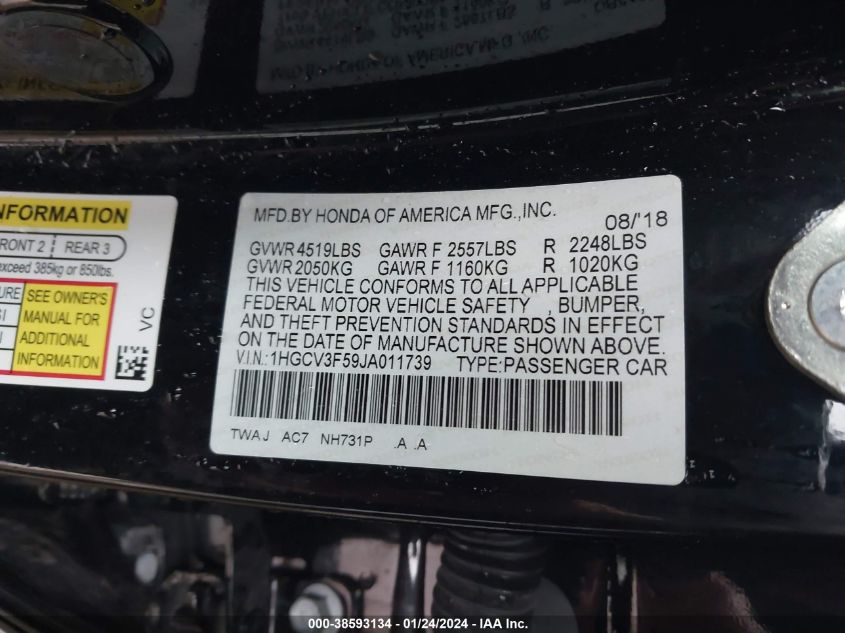 MFD.BY HONDA OF AMERICA MFG.,INC. 08/'18
GVWR 4519LBS GAWR F 2557LBS R 2248LBS
GVWR 2050KG GAWR F 1160KG R 1020KG
THIS VEHICLE CONFORMS TO ALL APPLICABLE
FEDERAL MOTOR VEHICLE SAFETY , BUMPER,
AND THEFT PREVENTION STANDARDS IN EFFECT
ON THE DATE OF MANUFACTURE SHOWN ABOVE.
V.I.N.:1HGCV3F59JA011739 TYPE:PASSENGER CAR
TWAJ AC7 NH731P .A .A
INFORMATION
FRONT 2 REAR 3
exceed 385kg or 850lbs.
SEE OWNER'S
MANUAL FOR
ADDITIONAL
INFORMATION
VC
000-38593134 - 01/24/2024 - IAA Inc.